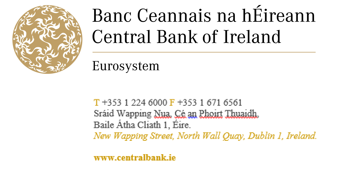 Banc Ceannais na hÉireann
Central Bank of Ireland
Eurosystem
T +353 1 224 6000 F +353 1 671 6561
Sráid Wapping Nua, Cé an Phoirt Thuaidh,
Baile Átha Cliath 1, Éire.
New Wapping Street, North Wall Quay, Dublin 1, Ireland.
www.centralbank.ie